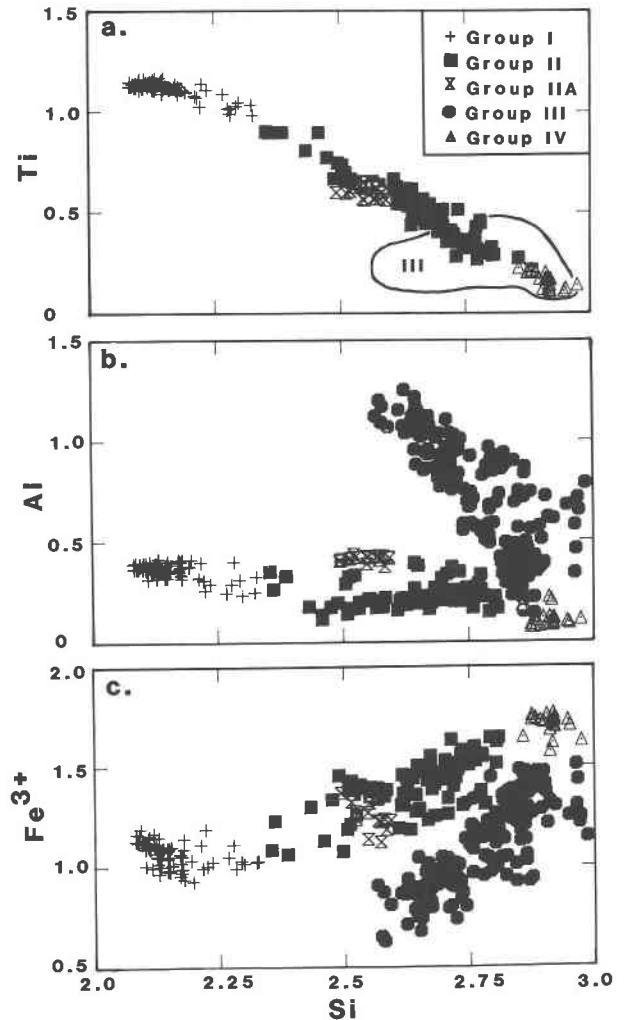 a.
+ Group I
■ Group II
⧖ Group IIA
● Group III
▲ Group IV
1.5
1.0
0.5
0
Ti
III
b.
1.5
1.0
0.5
0
Al
c.
2.0
1.5
1.0
0.5
Fe3+
2.0 2.25 2.5 2.75 3.0
Si